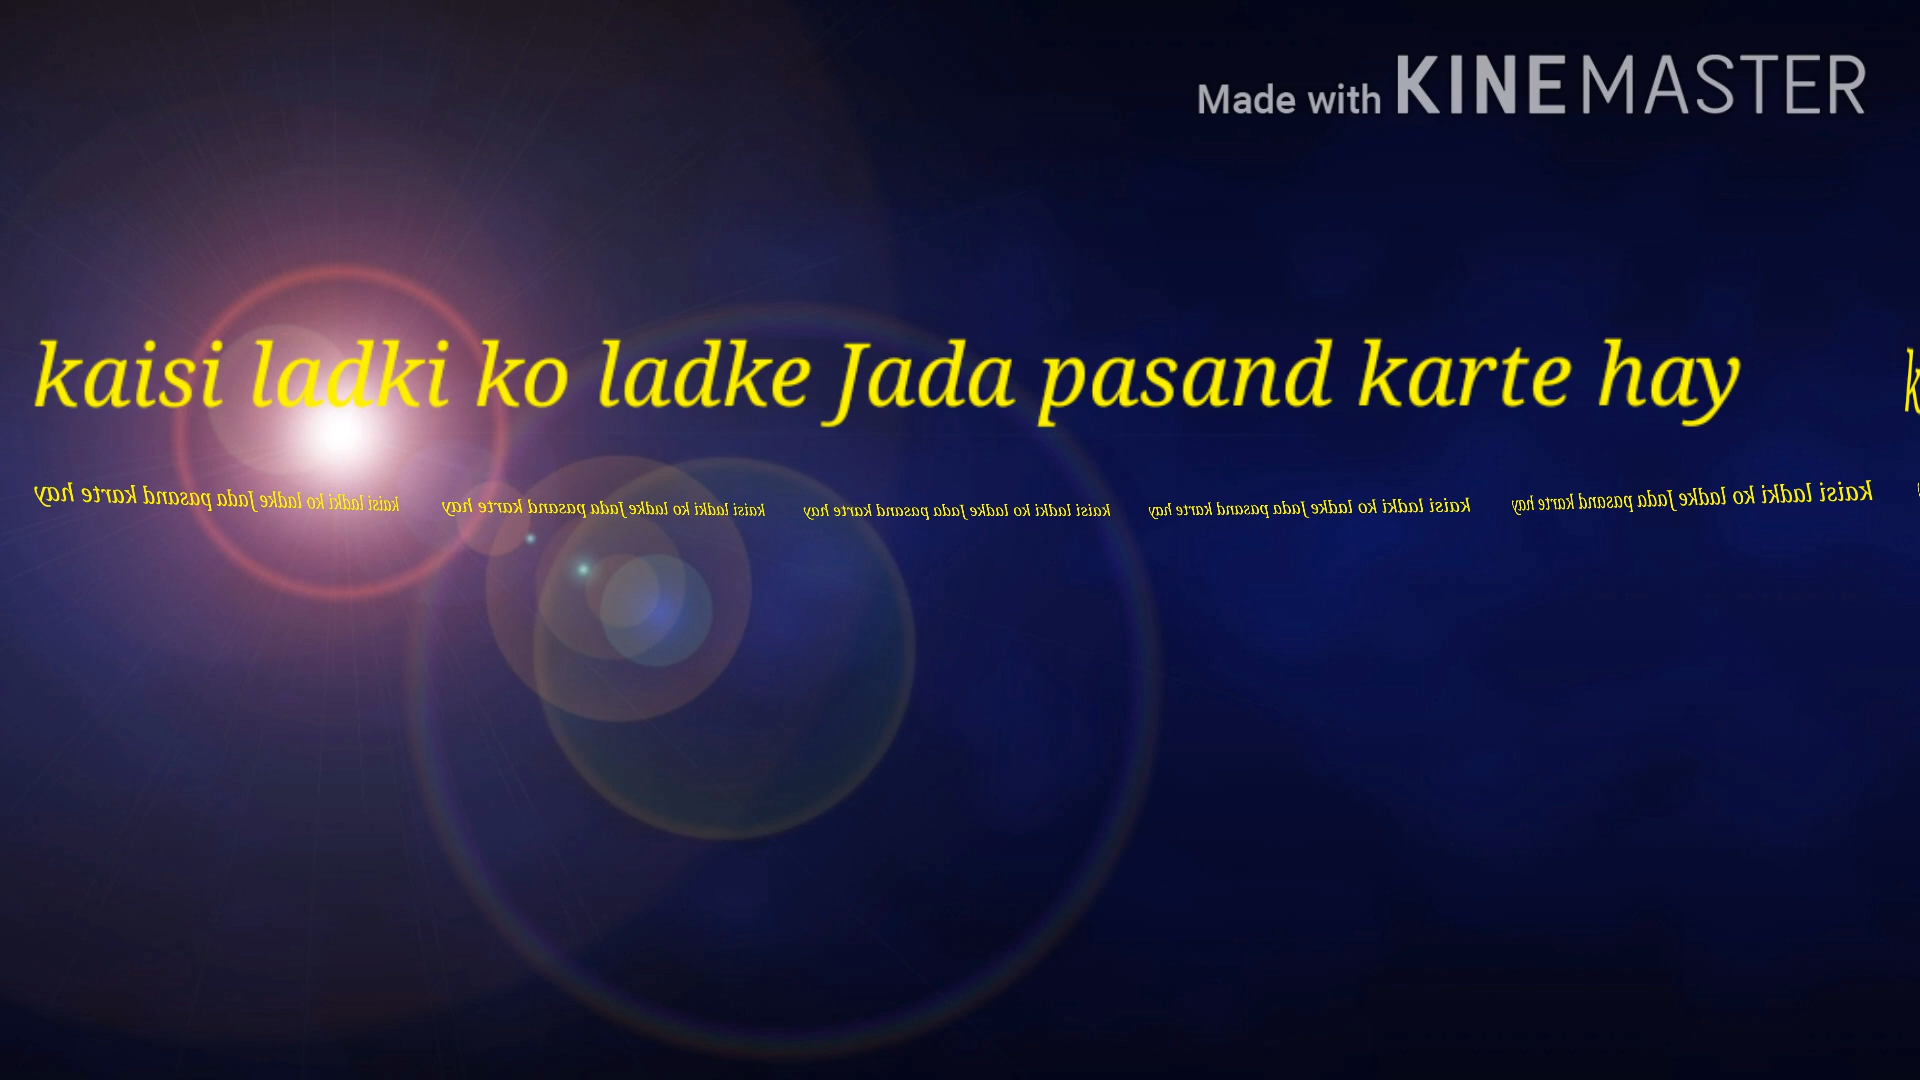 Made with KINEMASTER
kaisi ladki ko ladke Jada pasand karte hay
kaisi ladki ko ladke Jada pasand karte hay kaisi ladki ko ladke Jada pasand karte hay kaisi ladki ko ladke Jada pasand karte hay kaisi ladki ko ladke Jada pasand karte hay kaisi ladki ko ladke Jada pasand karte hay